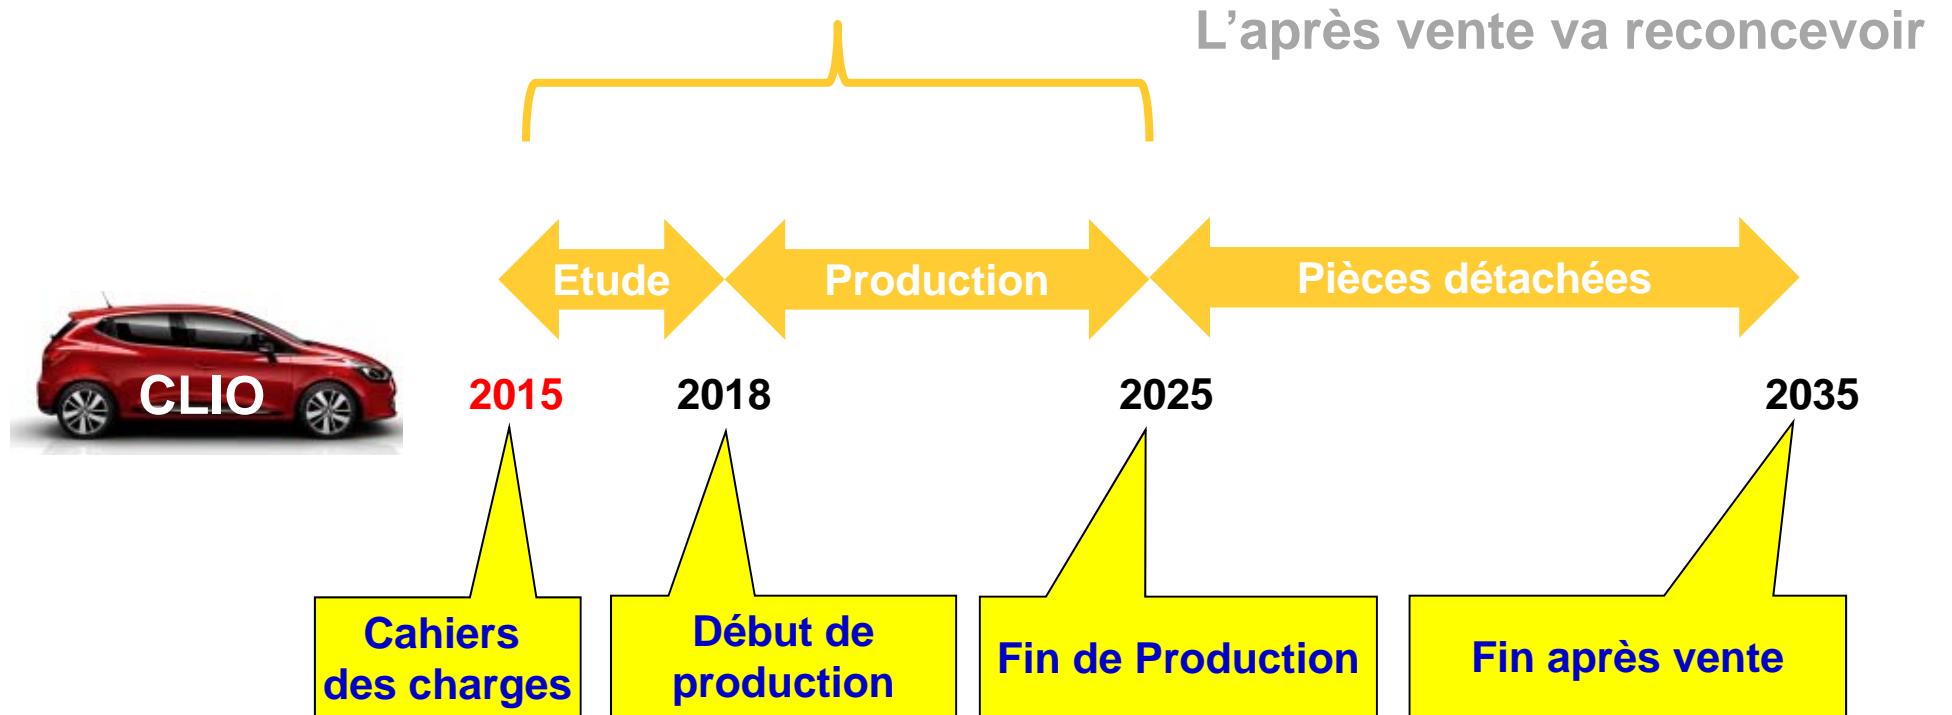 L’après vente va reconcevoir
Etude
Production
Pièces détachées
CLIO
2015
2018
2025
2035
Cahiers
des charges
Début de
production
Fin de Production
Fin après vente